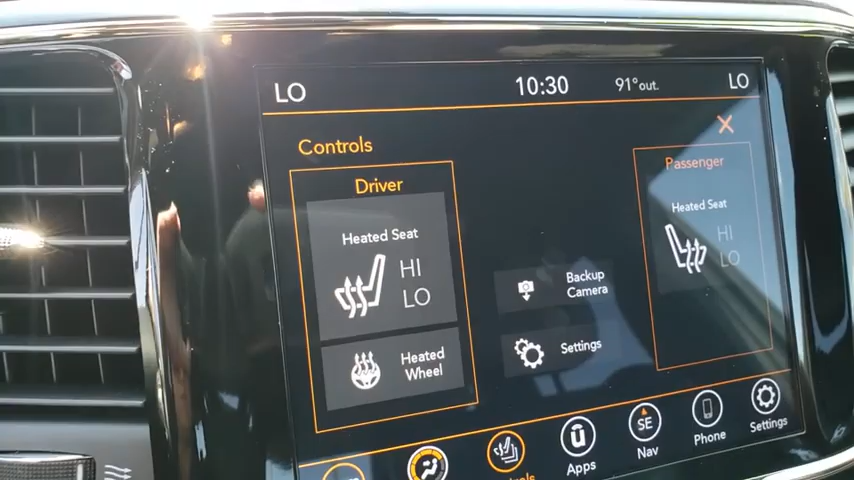 LO
10:30
91°out.
LO
Controls
X
Driver
Passenger
Heated Seat
HI
LO
Heated Seat
HI
LO
Backup
Camera
Settings
Heated
Wheel
Apps
SE
Nav
Phone
Settings